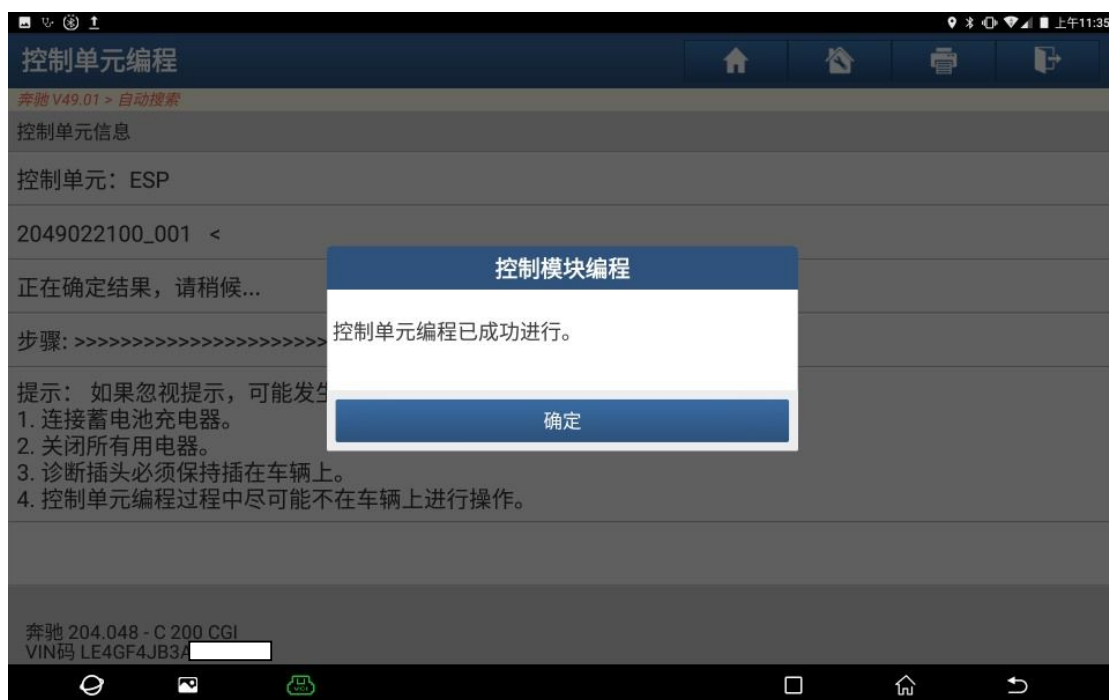 上午11:35
控制单元编程
奔驰 V49.01 > 自动搜索
控制单元信息
控制单元：ESP
2049022100_001 <
正在确定结果，请稍候...
步骤: >>>>>>>>>>>>>>>>>>>>>>
控制模块编程
控制单元编程已成功进行。
确定
提示： 如果忽视提示，可能发生
1. 连接蓄电池充电器。
2. 关闭所有用电器。
3. 诊断插头必须保持插在车辆上。
4. 控制单元编程过程中尽可能不在车辆上进行操作。
奔驰 204.048 - C 200 CGI
VIN码 LE4GF4JB3A
VCI